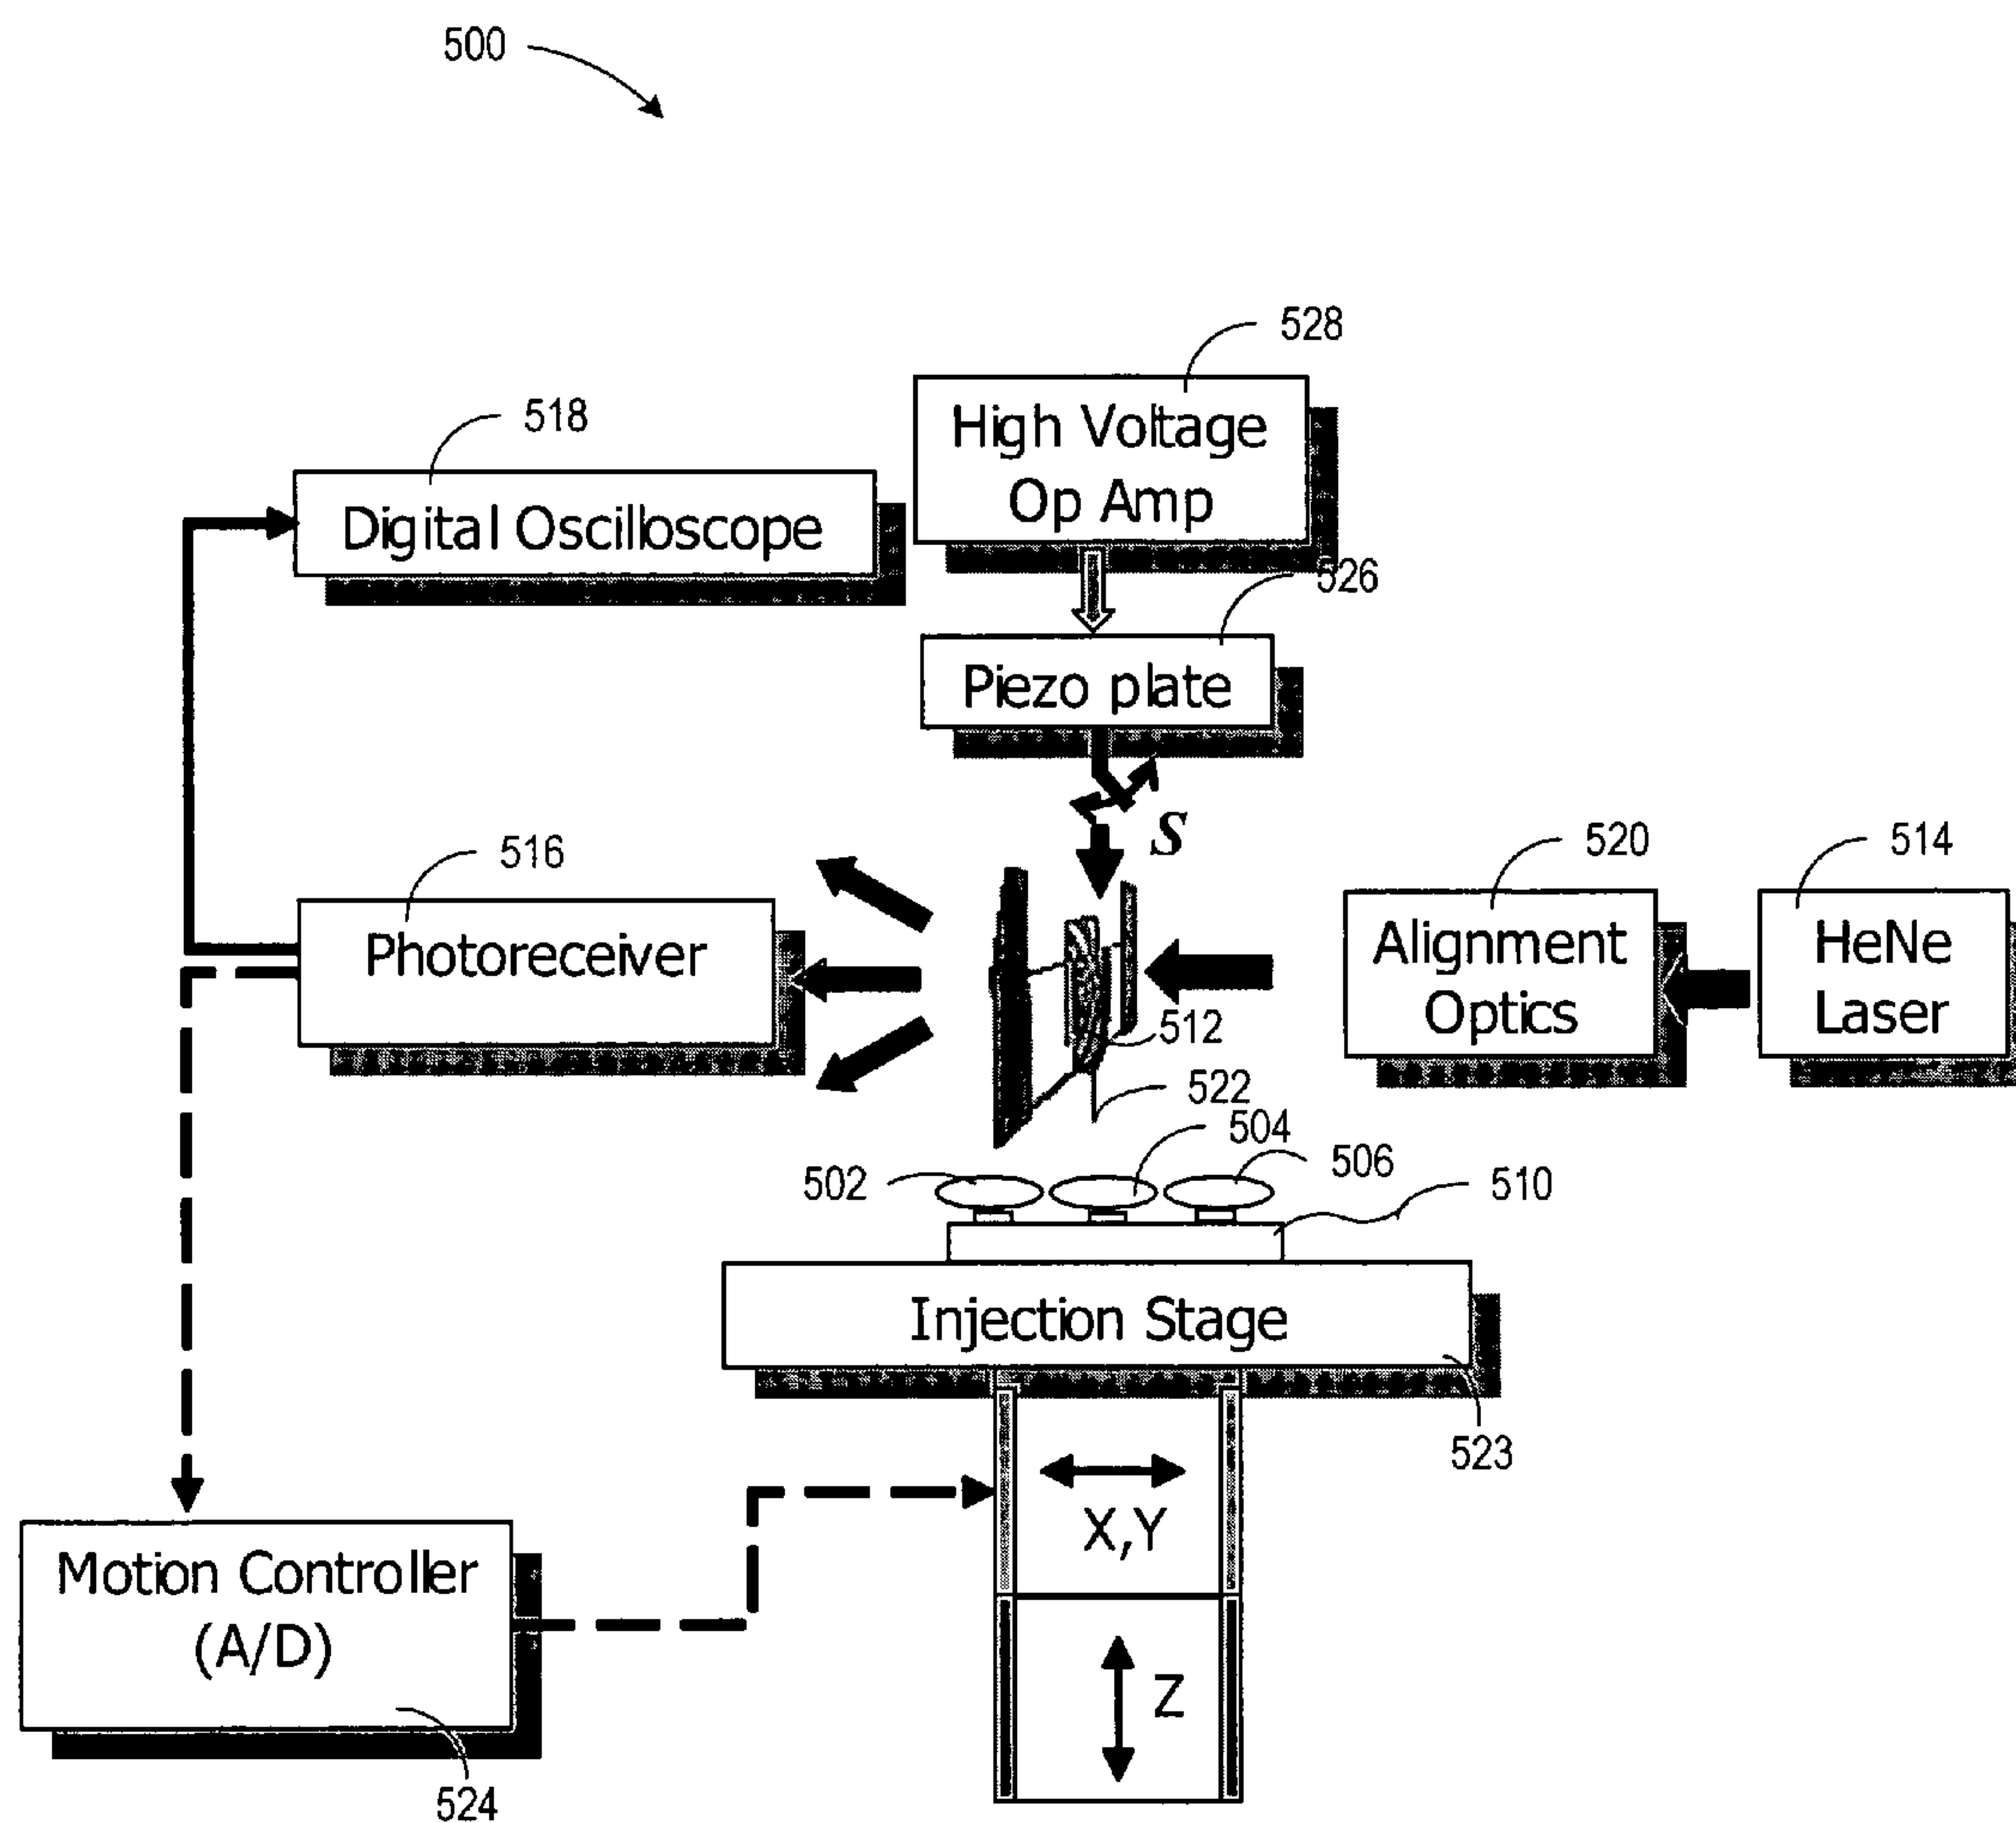 500
528
High Voltage
Op Amp
518
Digital Oscilloscope
526
Piezo plate
S
516
Photoreceiver
520
Alignment
Optics
514
HeNe
Laser
512
522
504
502
506
510
Injection Stage
523
X,Y
Motion Controller
(A/D)
Z
524